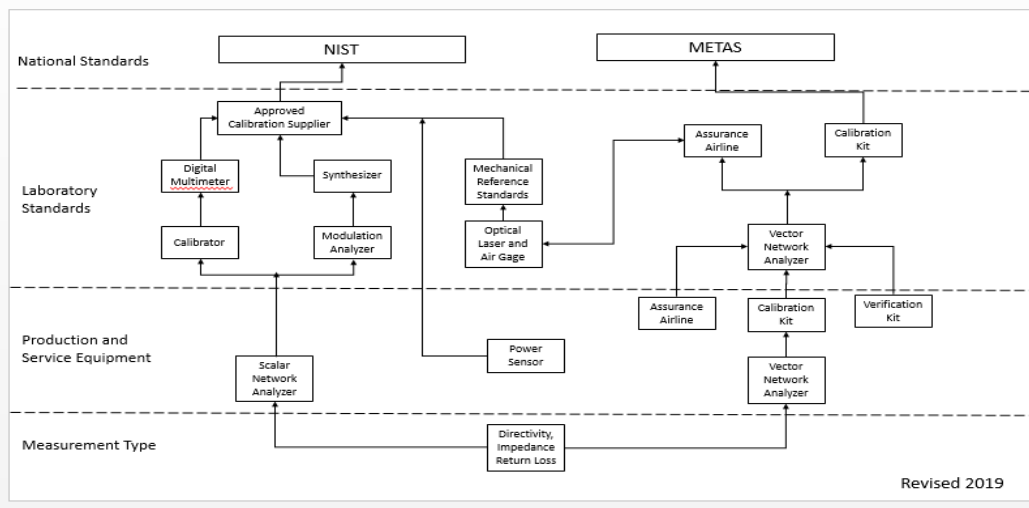 NIST
METAS
National Standards
Approved
Calibration Supplier
Assurance
Airline
Calibration
Kit
Digital
Multimeter
Synthesizer
Mechanical
Reference
Standards
Laboratory
Standards
Calibrator
Modulation
Analyzer
Optical
Laser and
Air Gage
Vector
Network
Analyzer
Assurance
Airline
Calibration
Kit
Verification
Kit
Production and
Service Equipment
Scalar
Network
Analyzer
Power
Sensor
Vector
Network
Analyzer
Measurement Type
Directivity,
Impedance
Return Loss
Revised 2019